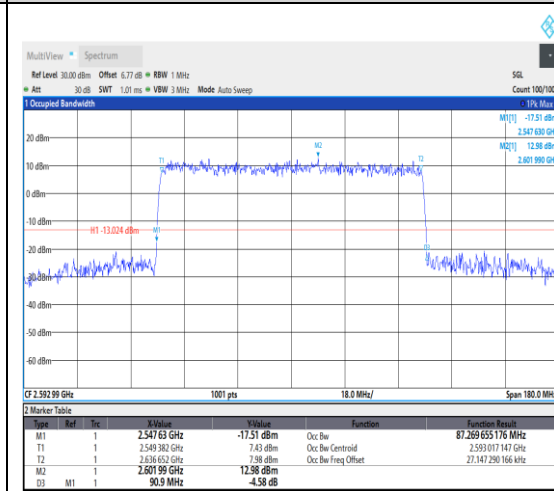 MultiView Spectrum
Ref Level 30.00 dBm Offset 6.77 dB RBW 1 MHz SGL
Att 30 dB SWT 1.01 ms VBW 3 MHz Mode Auto Sweep Count 100/100
1 Occupied Bandwidth 1Pk Max
M1[1] -17.51 dBm
2.547 630 GHz
M2[1] 12.98 dBm
2.601 990 GHz
20 dBm
M2
T1 T2
10 dBm
0 dBm
-10 dBm
H1 -13.024 dBm M1
-20 dBm
D3
-30 dBm
-40 dBm
-50 dBm
-60 dBm
CF 2.592 99 GHz 1001 pts 18.0 MHz/ Span 180.0 MHz
2 Marker Table
Type Ref Trc X-Value Y-Value Function Function Result
M1 1 2.547 63 GHz -17.51 dBm Occ Bw 87.269 655 176 MHz
T1 1 2.549 382 GHz 7.43 dBm Occ Bw Centroid 2.593 017 147 GHz
T2 1 2.636 652 GHz 7.98 dBm Occ Bw Freq Offset 27.147 290 166 kHz
M2 1 2.601 99 GHz 12.98 dBm
D3 M1 1 90.9 MHz -4.58 dB